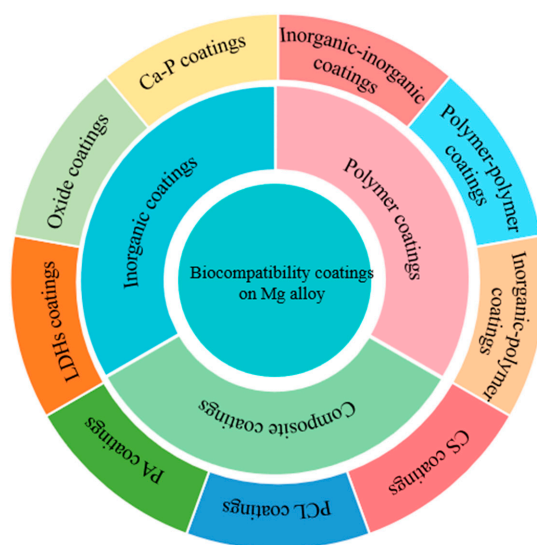 Biocompatibility coatings
on Mg alloy
Inorganic coatings
Polymer coatings
Composite coatings
Ca-P coatings
Inorganic-inorganic
coatings
Polymer-polymer
coatings
Inorganic-polymer
coatings
CS coatings
PCL coatings
PA coatings
LDHs coatings
Oxide coatings